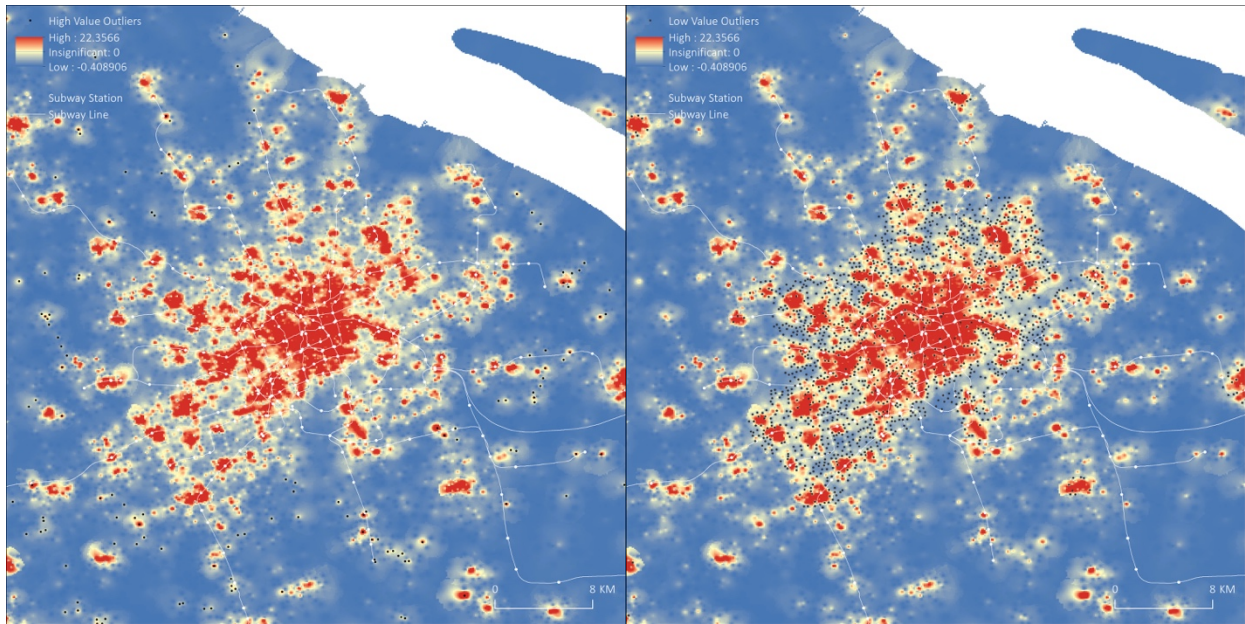 High Value Outliers
High : 22.3566
Insignificant: 0
Low : -0.408906
Subway Station
Subway Line
0 8 KM
Low Value Outliers
High : 22.3566
Insignificant: 0
Low : -0.408906
Subway Station
Subway Line
0 8 KM